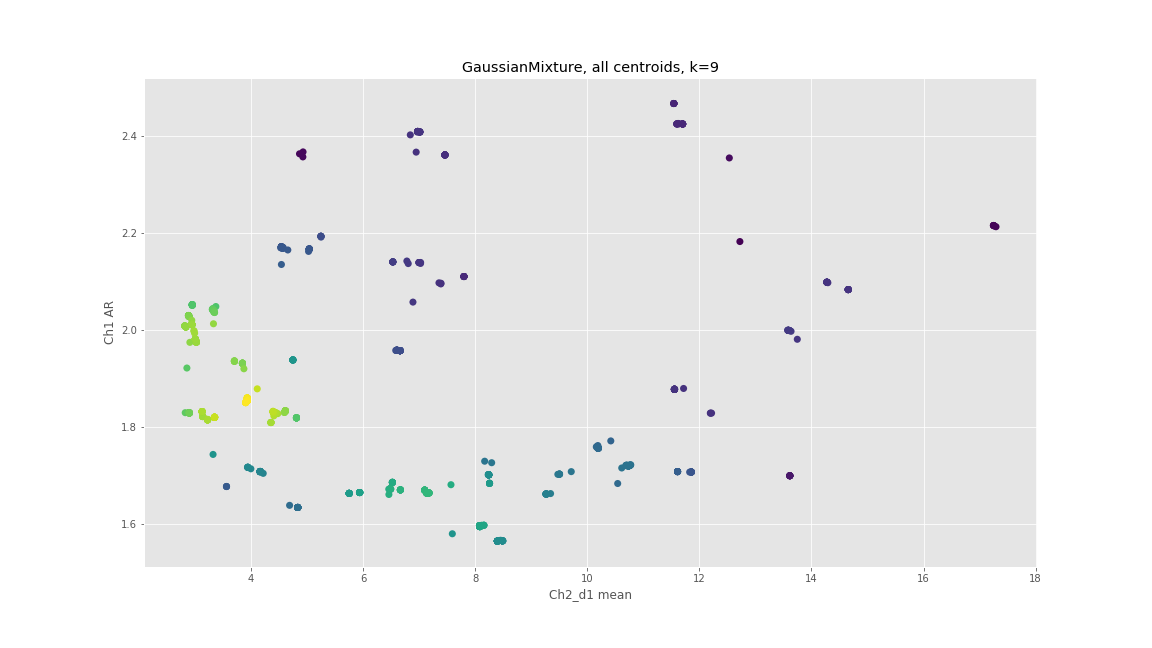 GaussianMixture, all centroids, k=9
2.4
2.2
2.0
1.8
1.6
Ch1 AR
4 6 8 10 12 14 16 18
Ch2_d1 mean